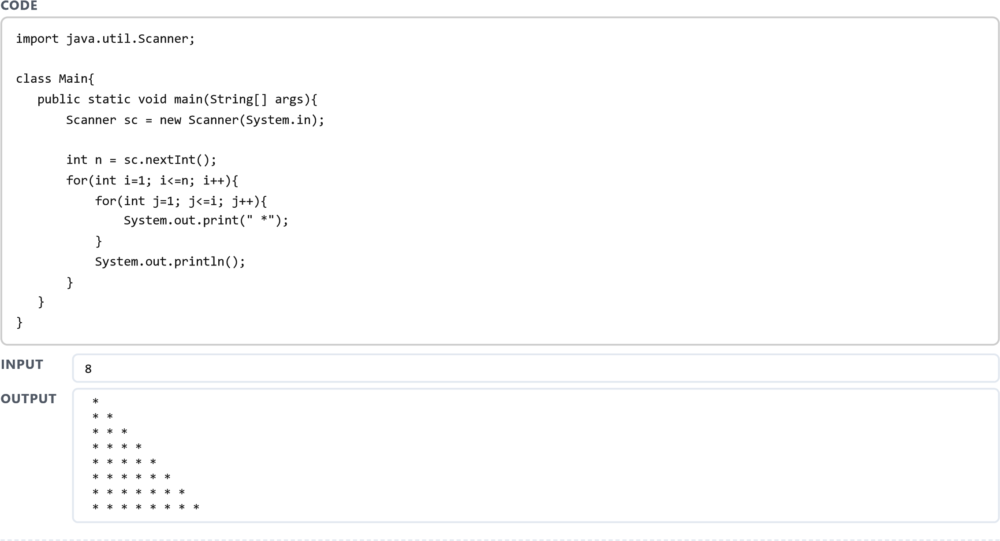 CODE
import java.util.Scanner;
class Main{
   public static void main(String[] args){
       Scanner sc = new Scanner(System.in);
       int n = sc.nextInt();
       for(int i=1; i<=n; i++){
           for(int j=1; j<=i; j++){
               System.out.print(" *");
           }
           System.out.println();
       }
   }
}
INPUT
8
OUTPUT
 *
 * *
 * * *
 * * * *
 * * * * *
 * * * * * *
 * * * * * * *
 * * * * * * * *